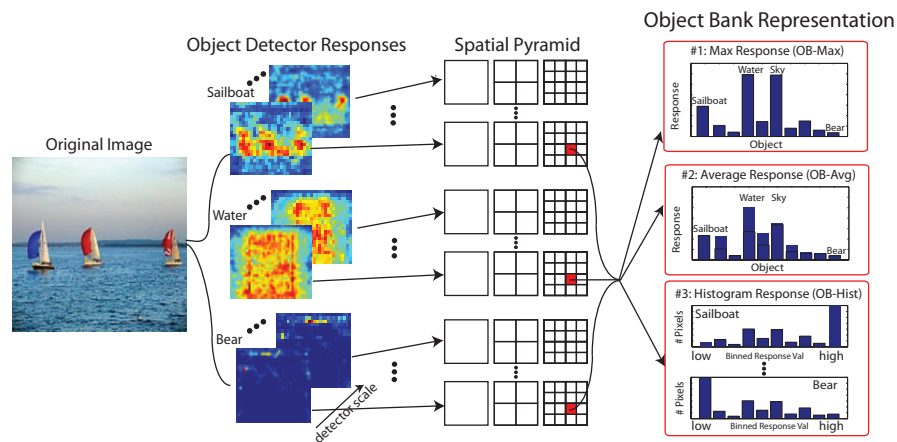 Original Image
Object Detector Responses
Sailboat
Water
Bear
detector scale
Spatial Pyramid
Object Bank Representation
#1: Max Response (OB-Max)
Response
Sailboat
Water
Sky
Bear
Object
#2: Average Response (OB-Avg)
Response
Sailboat
Water
Sky
Bear
Object
#3: Histogram Response (OB-Hist)
# Pixels
Sailboat
low
Binned Response Val
high
# Pixels
Bear
low
Binned Response Val
high